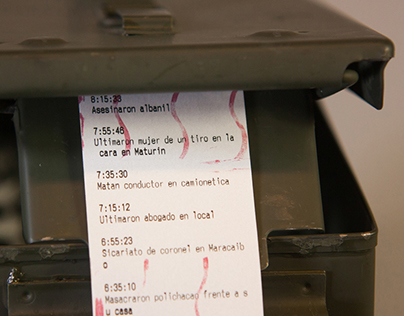 8:15:33
Asesinaron albanil
7:55:46
Ultimaron mujer de un tiro en la
cara en Maturin
7:35:30
Matan conductor en camionetica
7:15:12
Ultimaron abogado en local
6:55:23
Sicariato de coronel en Maracaib
o
6:35:10
Masacraron polichacao frente a s
u casa